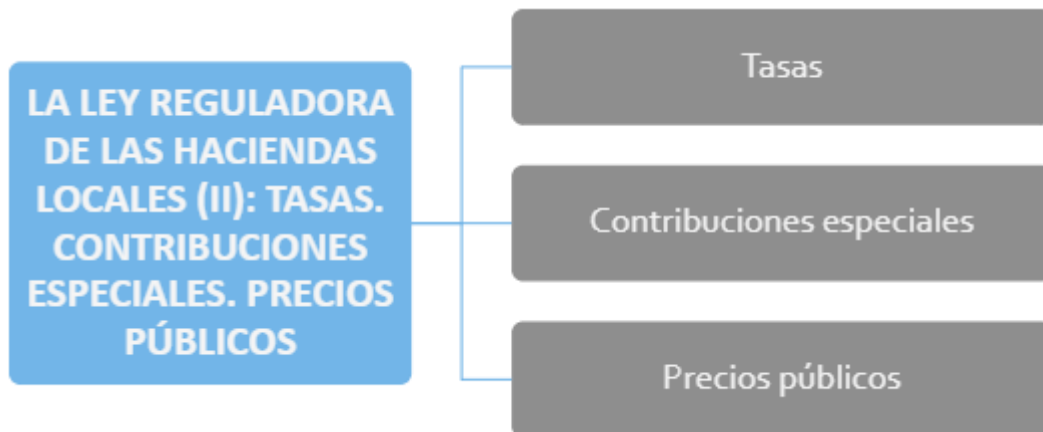 LA LEY REGULADORA
DE LAS HACIENDAS
LOCALES (II): TASAS.
CONTRIBUCIONES
ESPECIALES. PRECIOS
PÚBLICOS
Tasas
Contribuciones especiales
Precios públicos